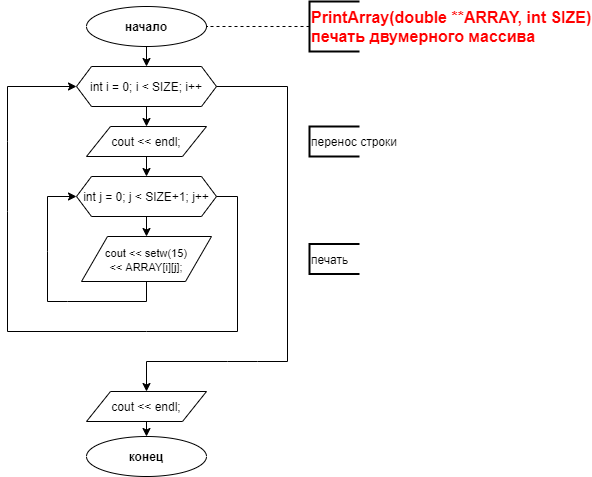 начало
PrintArray(double **ARRAY, int SIZE)
печать двумерного массива
int i = 0; i < SIZE; i++
cout << endl;
перенос строки
int j = 0; j < SIZE+1; j++
cout << setw(15)
<< ARRAY[i][j];
печать
cout << endl;
конец